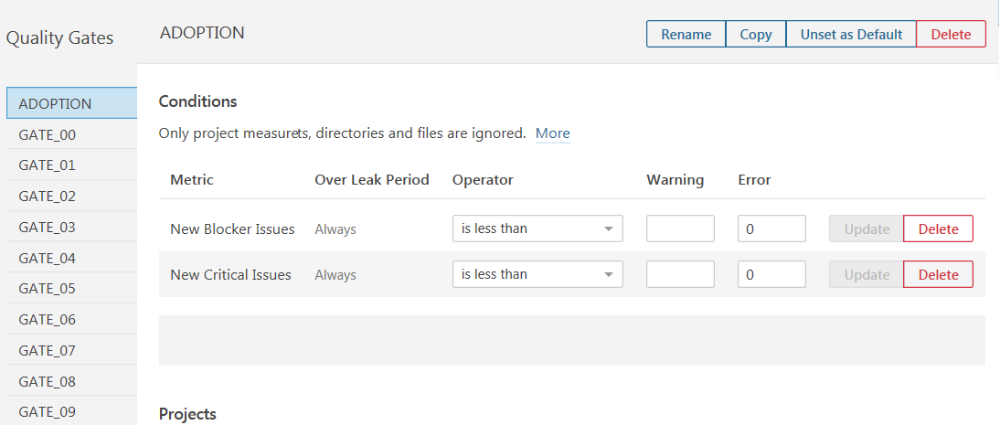 Quality Gates
ADOPTION
Rename Copy Unset as Default Delete
ADOPTION
GATE_00
GATE_01
GATE_02
GATE_03
GATE_04
GATE_05
GATE_06
GATE_07
GATE_08
GATE_09
Conditions
Only project measurets, directories and files are ignored. More
Metric Over Leak Period Operator Warning Error
New Blocker Issues Always is less than 0 Update Delete
New Critical Issues Always is less than 0 Update Delete
Projects